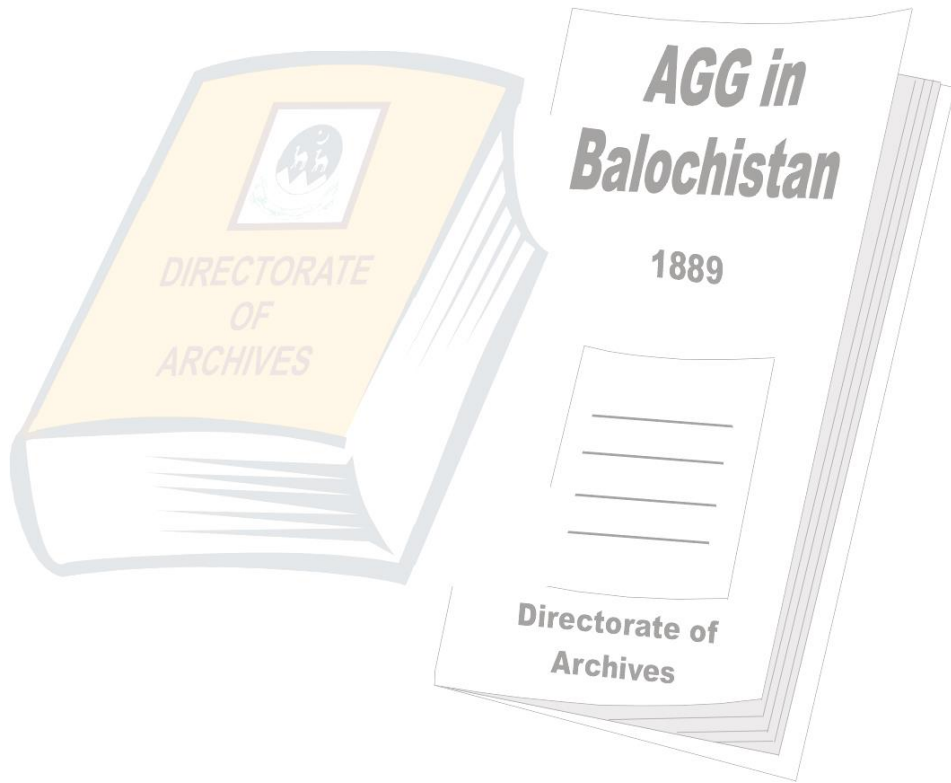 DIRECTORATE
OF
ARCHIVES
AGG in
Balochistan
1889
Directorate of
Archives